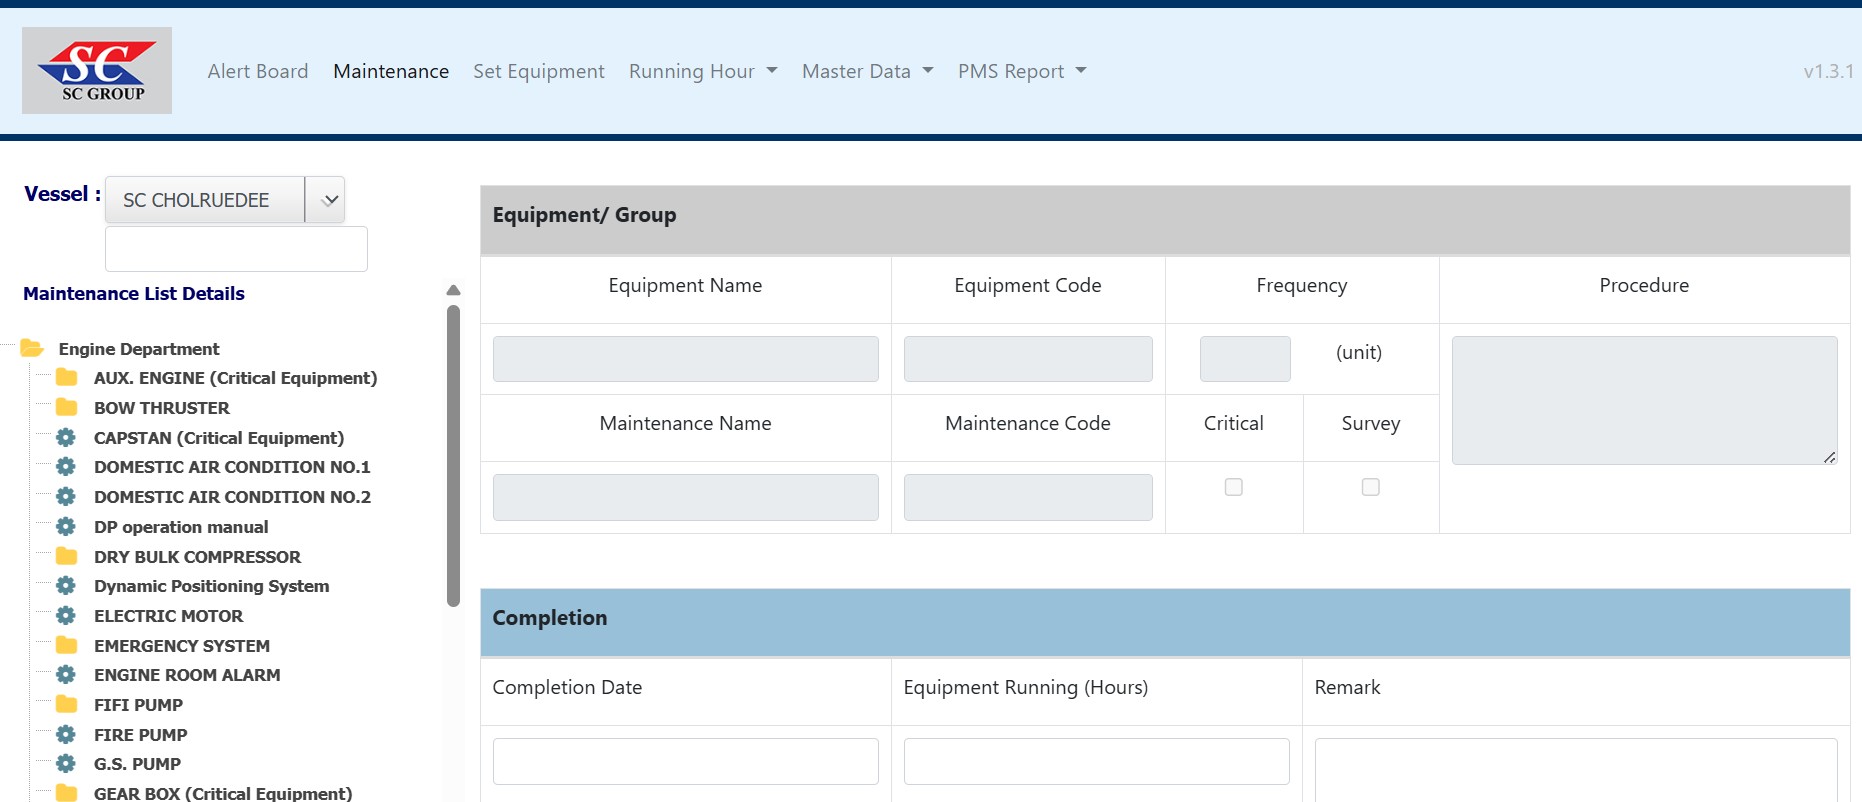 SC
SC GROUP
Alert Board
Maintenance
Set Equipment
Running Hour
Master Data
PMS Report
v1.3.1
Vessel :
SC CHOLRUEDEE
Maintenance List Details
Engine Department
AUX. ENGINE (Critical Equipment)
BOW THRUSTER
CAPSTAN (Critical Equipment)
DOMESTIC AIR CONDITION NO.1
DOMESTIC AIR CONDITION NO.2
DP operation manual
DRY BULK COMPRESSOR
Dynamic Positioning System
ELECTRIC MOTOR
EMERGENCY SYSTEM
ENGINE ROOM ALARM
FIFI PUMP
FIRE PUMP
G.S. PUMP
GEAR BOX (Critical Equipment)
Equipment/ Group
Equipment Name
Equipment Code
Frequency
Procedure
(unit)
Maintenance Name
Maintenance Code
Critical
Survey
Completion
Completion Date
Equipment Running (Hours)
Remark